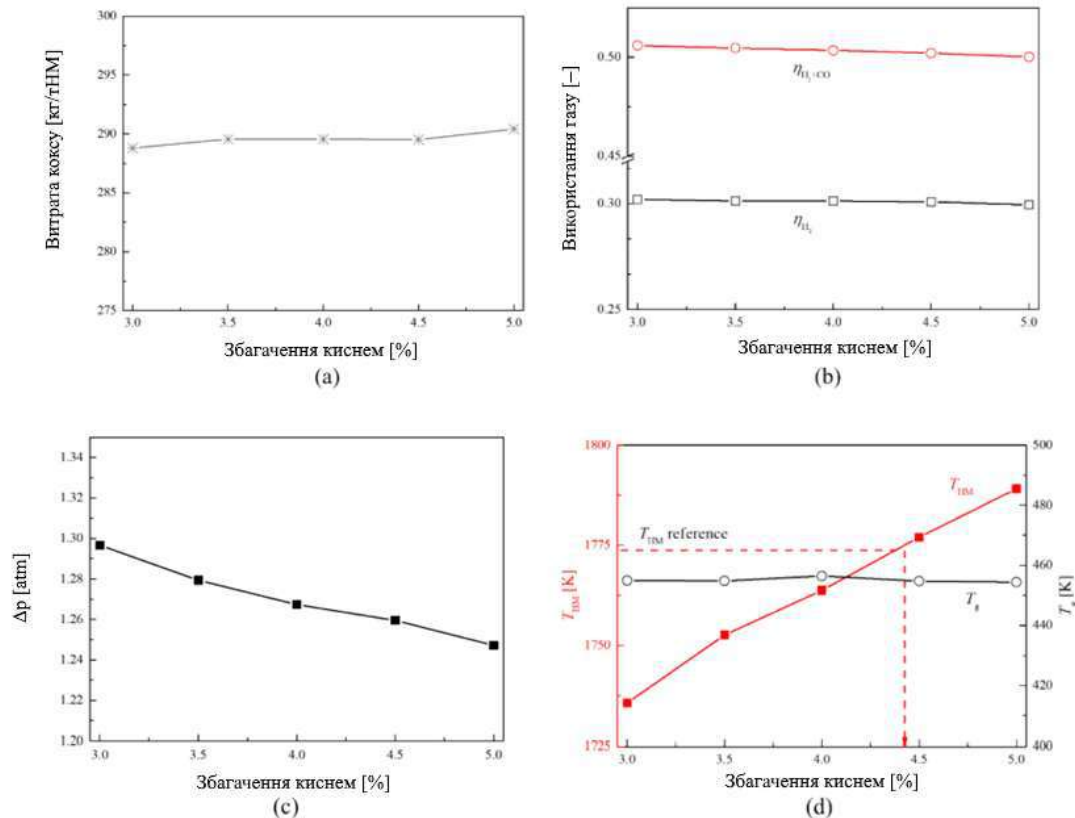 300
295
290
285
280
275
Витрата коксу [кг/тНМ]
3.0 3.5 4.0 4.5 5.0
Збагачення киснем [%]
(a)
0.50
0.45
0.30
0.25
Використання газу [–]
η H₂+CO
η H₂
3.0 3.5 4.0 4.5 5.0
Збагачення киснем [%]
(b)
1.34
1.32
1.30
1.28
1.26
1.24
1.22
1.20
Δp [atm]
3.0 3.5 4.0 4.5 5.0
Збагачення киснем [%]
(c)
1800
1775
1750
1725
T HM [K]
T HM
T HM reference
T g
500
480
460
440
420
400
T g [K]
3.0 3.5 4.0 4.5 5.0
Збагачення киснем [%]
(d)